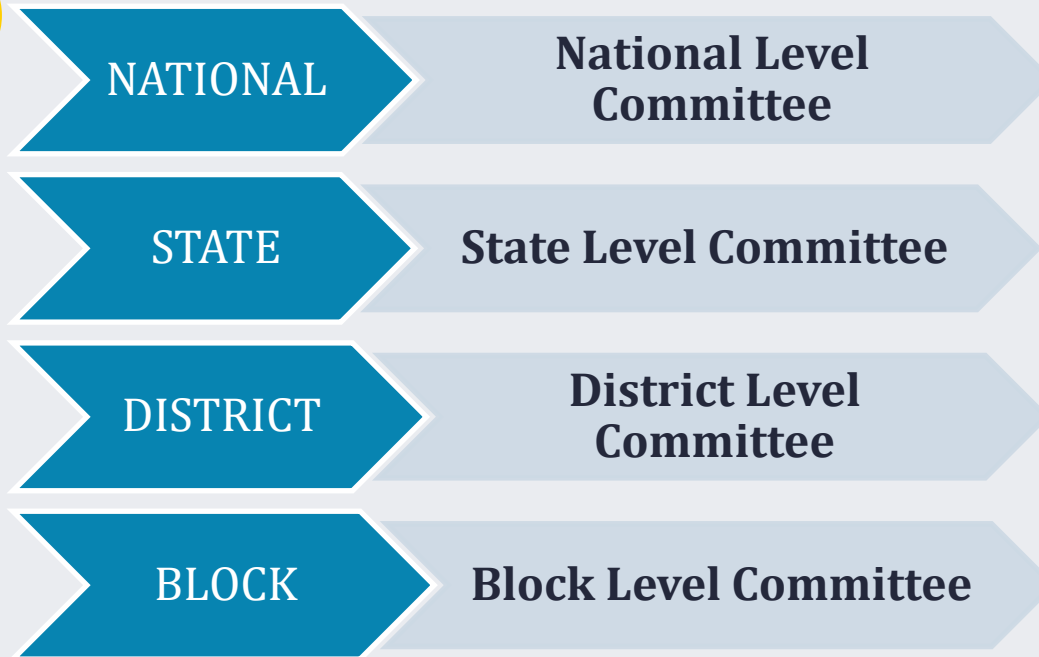 NATIONAL
National Level
Committee
STATE
State Level Committee
DISTRICT
District Level
Committee
BLOCK
Block Level Committee